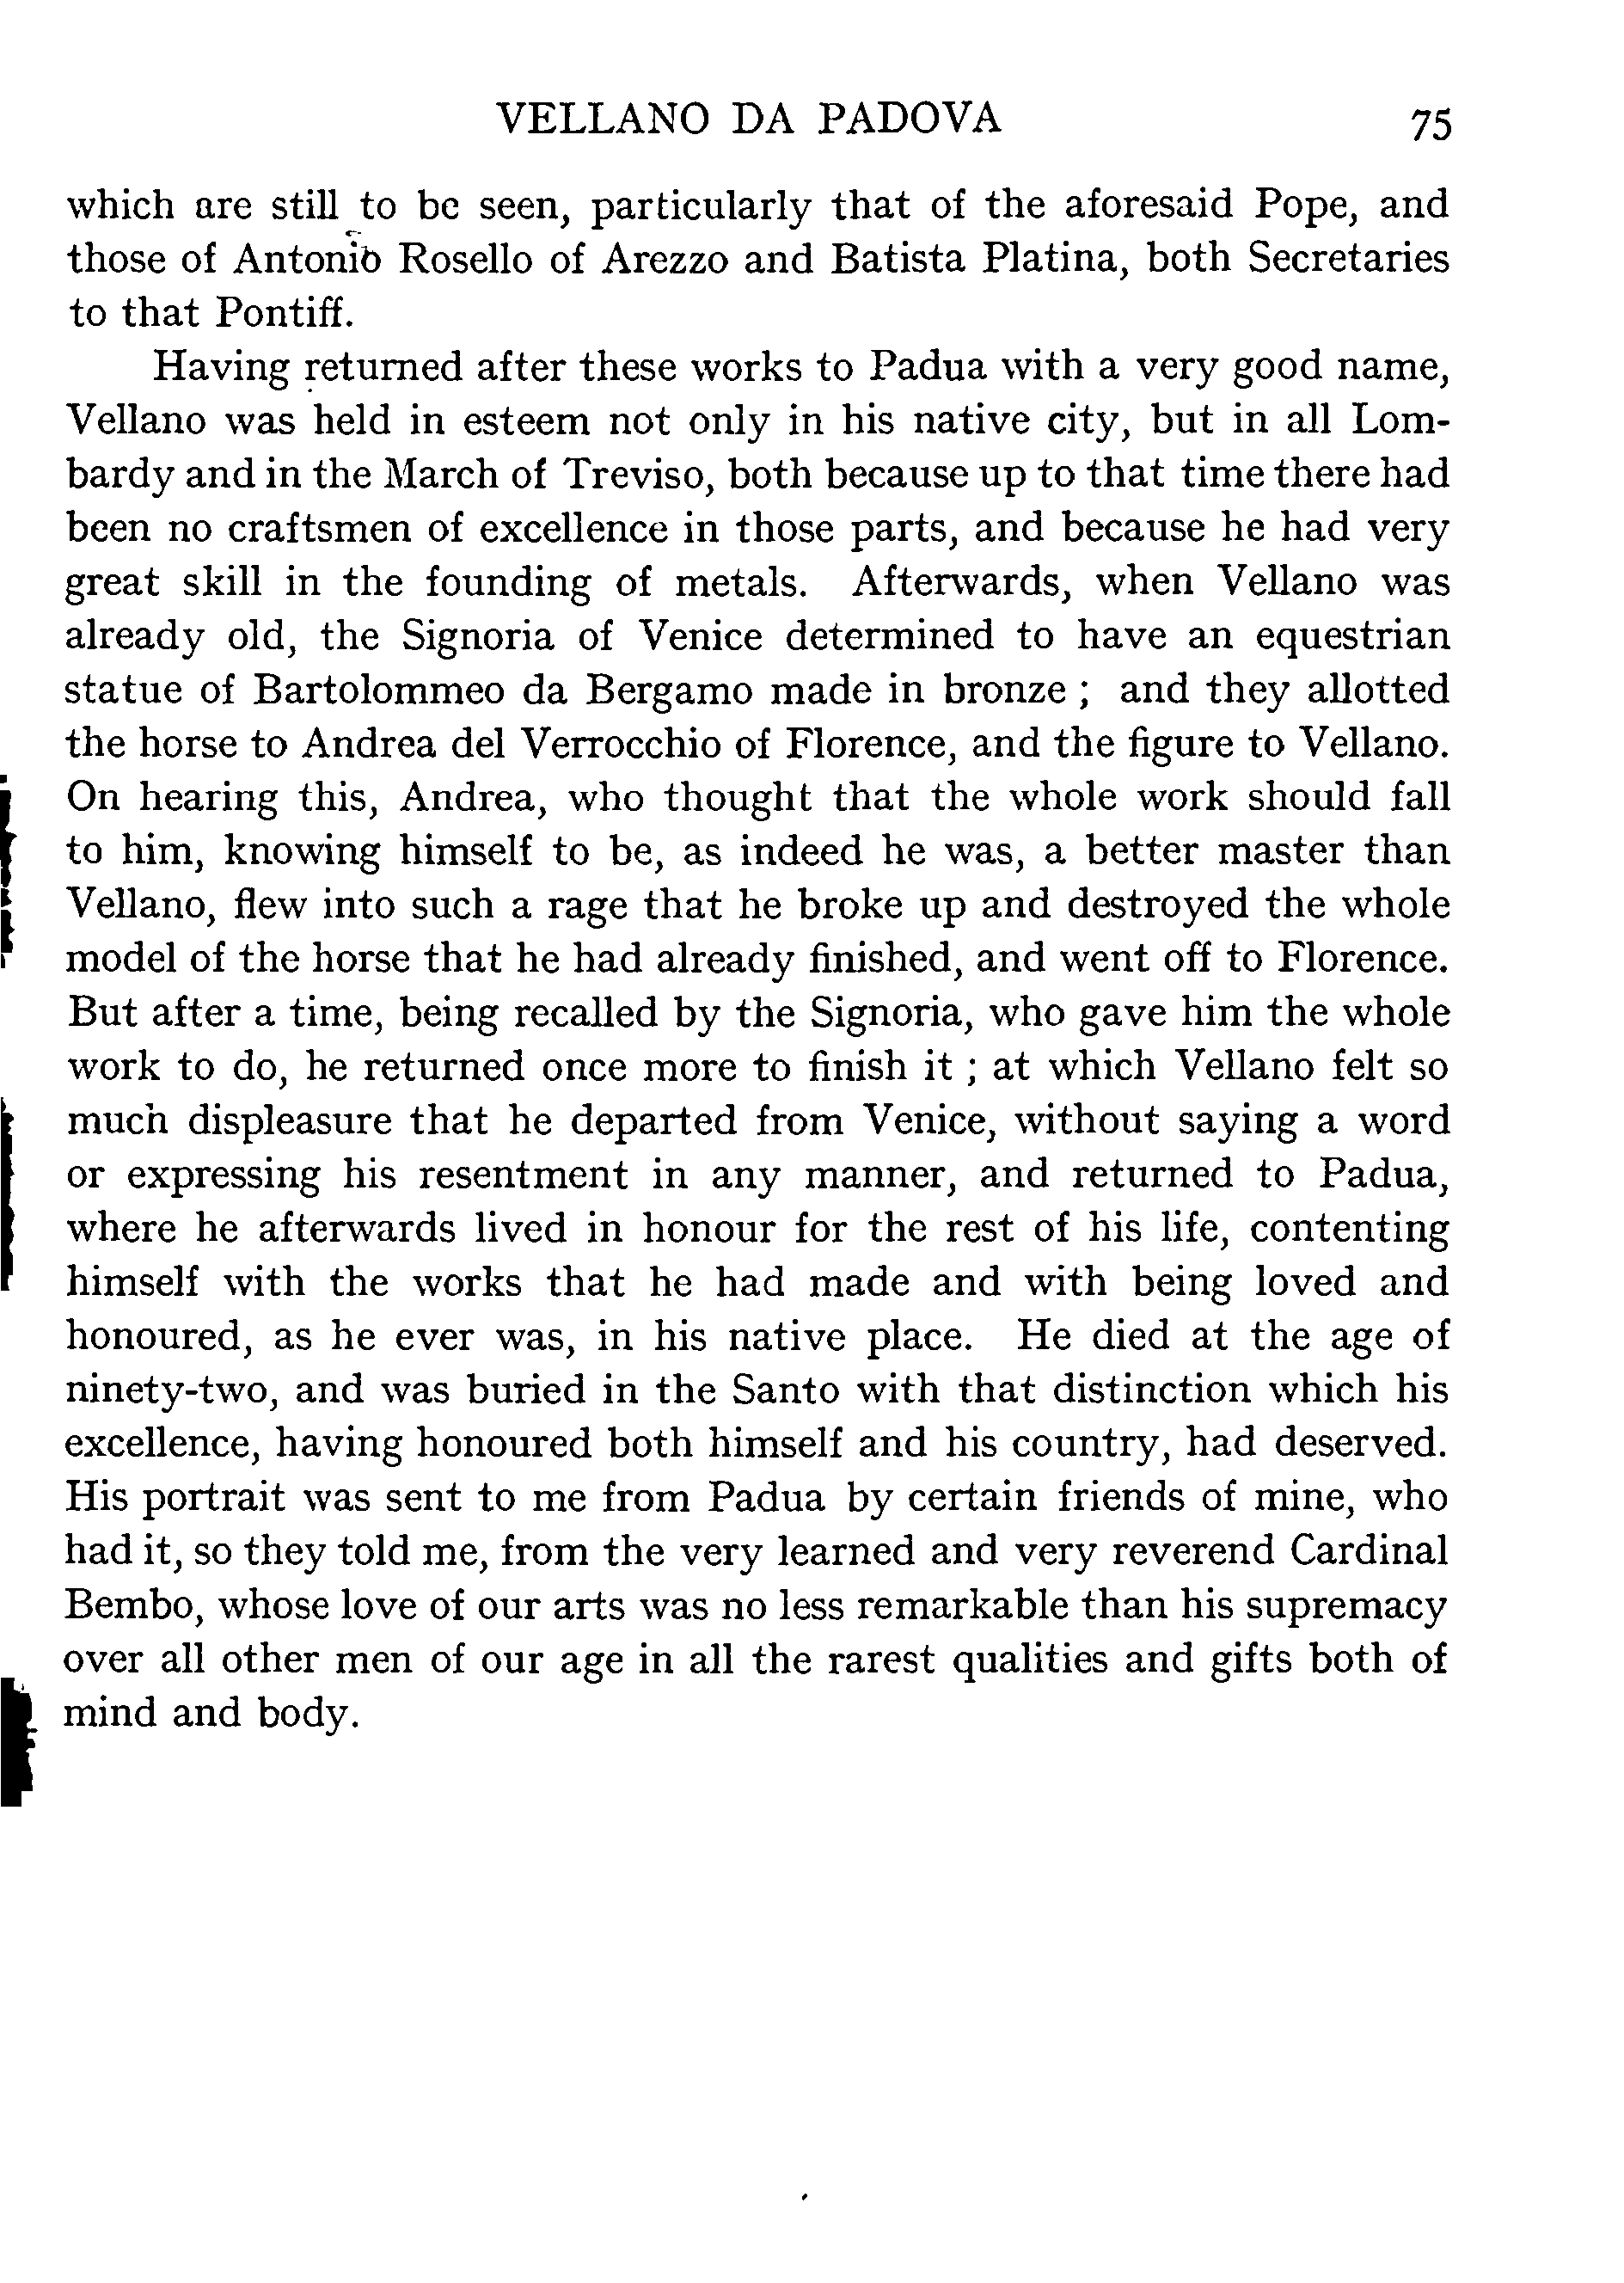 VELLANO DA PADOVA 75
which are still to be seen, particularly that of the aforesaid Pope, and
those of Antonio Rosello of Arezzo and Batista Platina, both Secretaries
to that Pontiff.
Having returned after these works to Padua with a very good name,
Vellano was held in esteem not only in his native city, but in all Lom-
bardy and in the March of Treviso, both because up to that time there had
been no craftsmen of excellence in those parts, and because he had very
great skill in the founding of metals. Afterwards, when Vellano was
already old, the Signoria of Venice determined to have an equestrian
statue of Bartolommeo da Bergamo made in bronze ; and they allotted
the horse to Andrea del Verrocchio of Florence, and the figure to Vellano.
On hearing this, Andrea, who thought that the whole work should fall
to him, knowing himself to be, as indeed he was, a better master than
Vellano, flew into such a rage that he broke up and destroyed the whole
model of the horse that he had already finished, and went off to Florence.
But after a time, being recalled by the Signoria, who gave him the whole
work to do, he returned once more to finish it ; at which Vellano felt so
much displeasure that he departed from Venice, without saying a word
or expressing his resentment in any manner, and returned to Padua,
where he afterwards lived in honour for the rest of his life, contenting
himself with the works that he had made and with being loved and
honoured, as he ever was, in his native place. He died at the age of
ninety-two, and was buried in the Santo with that distinction which his
excellence, having honoured both himself and his country, had deserved.
His portrait was sent to me from Padua by certain friends of mine, who
had it, so they told me, from the very learned and very reverend Cardinal
Bembo, whose love of our arts was no less remarkable than his supremacy
over all other men of our age in all the rarest qualities and gifts both of
mind and body.